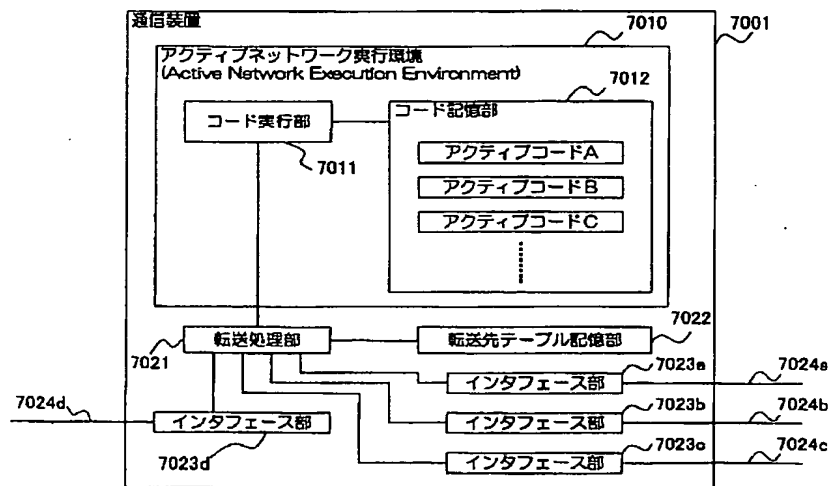 通信装置
7010
7001
アクティブネットワーク実行環境
(Active Network Execution Environment)
7012
コード実行部
コード記憶部
7011
アクティブコードA
アクティブコードB
アクティブコードC
転送処理部
転送先テーブル記憶部
7022
7021
7023a
7024a
インタフェース部
7024d
7023b
7024b
インタフェース部
インタフェース部
7023d
7023c
7024c
インタフェース部